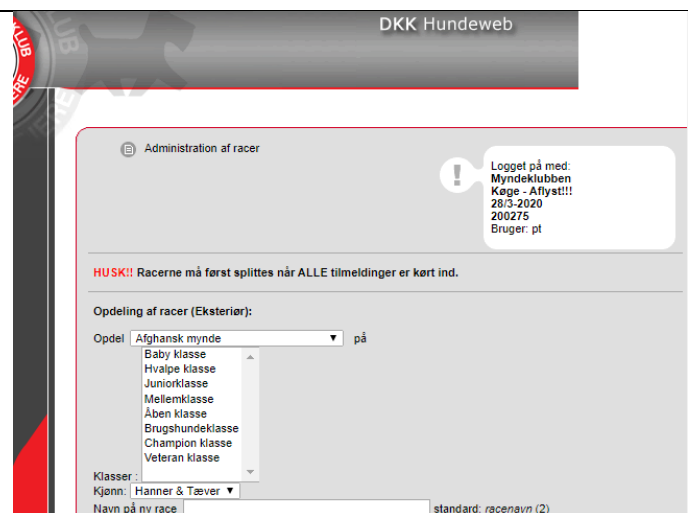 KLUB
ERE
IERE
DKK Hundeweb
Administration af racer
!
Logget på med:
Myndeklubben
Køge - Aflyst!!!
28/3-2020
200275
Bruger: pt
HUSK!! Racerne må først splittes når ALLE tilmeldinger er kørt ind.
Opdeling af racer (Eksteriør):
Opdel Afghansk mynde ▼ på
Baby klasse
Hvalpe klasse
Juniorklasse
Mellemklasse
Åben klasse
Brugshundeklasse
Champion klasse
Veteran klasse
Klasser :
Kjønn: Hanner & Tæver ▼
Navn på ny race standard: racenavn (2)